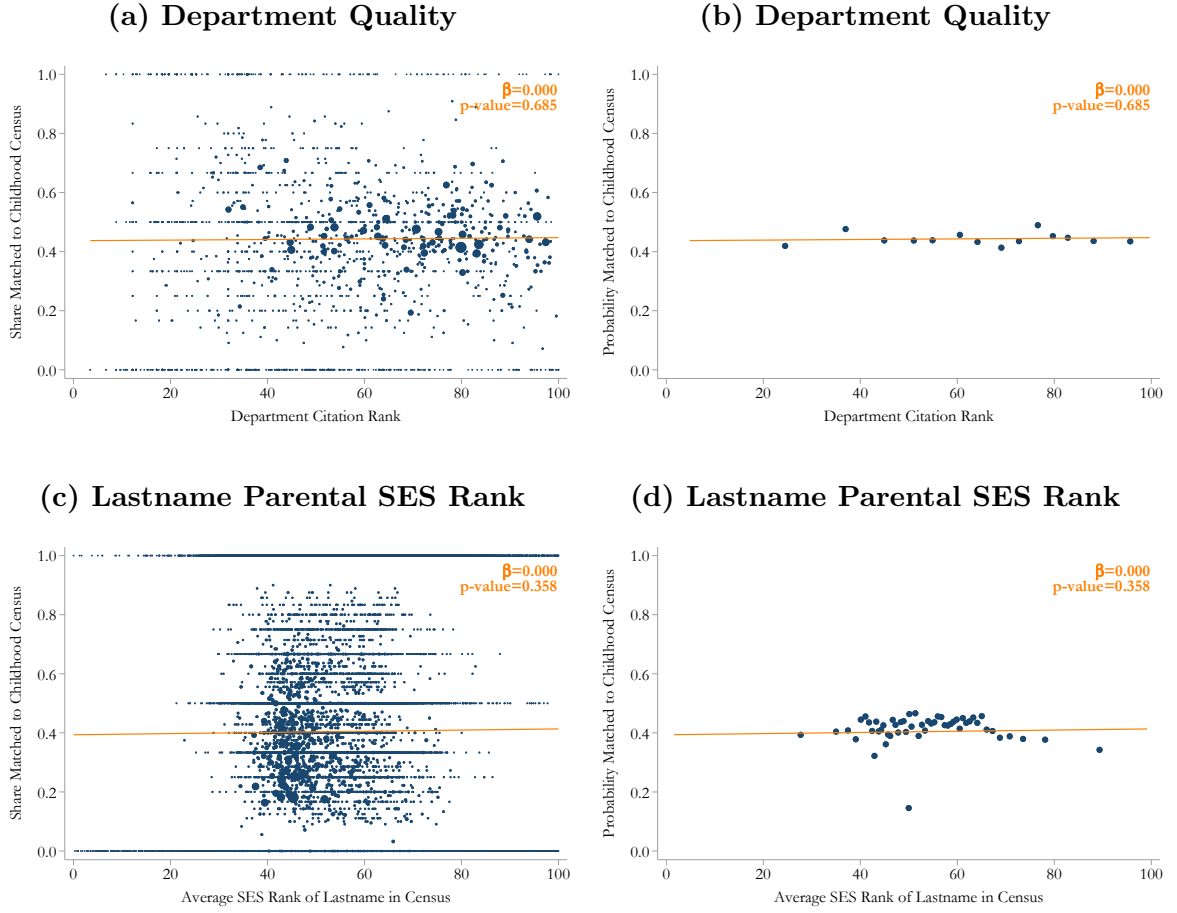 (a) Department Quality
Share Matched to Childhood Census
1.0
0.8
0.6
0.4
0.2
0.0
β=0.000
p-value=0.685
0 20 40 60 80 100
Department Citation Rank
(b) Department Quality
Probability Matched to Childhood Census
1.0
0.8
0.6
0.4
0.2
0.0
β=0.000
p-value=0.685
0 20 40 60 80 100
Department Citation Rank
(c) Lastname Parental SES Rank
Share Matched to Childhood Census
1.0
0.8
0.6
0.4
0.2
0.0
β=0.000
p-value=0.358
0 20 40 60 80 100
Average SES Rank of Lastname in Census
(d) Lastname Parental SES Rank
Probability Matched to Childhood Census
1.0
0.8
0.6
0.4
0.2
0.0
β=0.000
p-value=0.358
0 20 40 60 80 100
Average SES Rank of Lastname in Census